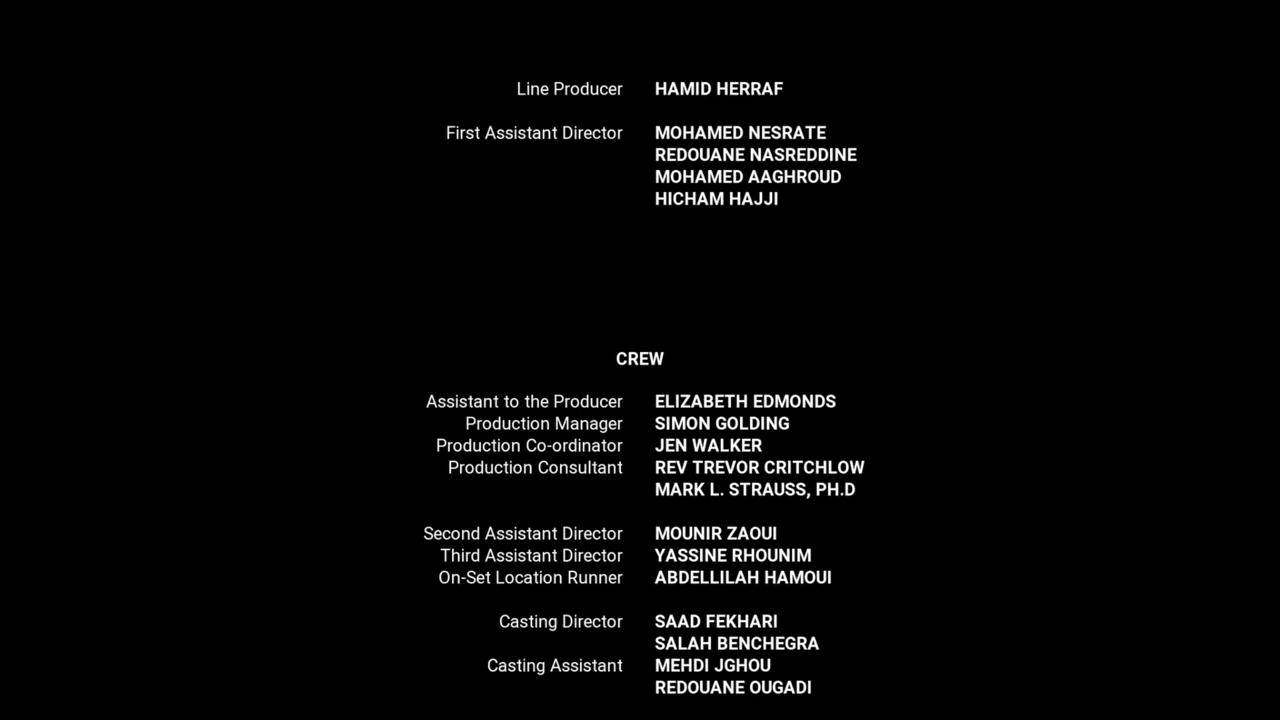 Line Producer HAMID HERRAF
First Assistant Director MOHAMED NESRATE
REDOUANE NASREDDINE
MOHAMED AAGHROUD
HICHAM HAJJI
CREW
Assistant to the Producer ELIZABETH EDMONDS
Production Manager SIMON GOLDING
Production Co-ordinator JEN WALKER
Production Consultant REV TREVOR CRITCHLOW
MARK L. STRAUSS, PH.D
Second Assistant Director MOUNIR ZAOUI
Third Assistant Director YASSINE RHOUNIM
On-Set Location Runner ABDELLILAH HAMOUI
Casting Director SAAD FEKHARI
SALAH BENCHEGRA
Casting Assistant MEHDI JGHOU
REDOUANE OUGADI